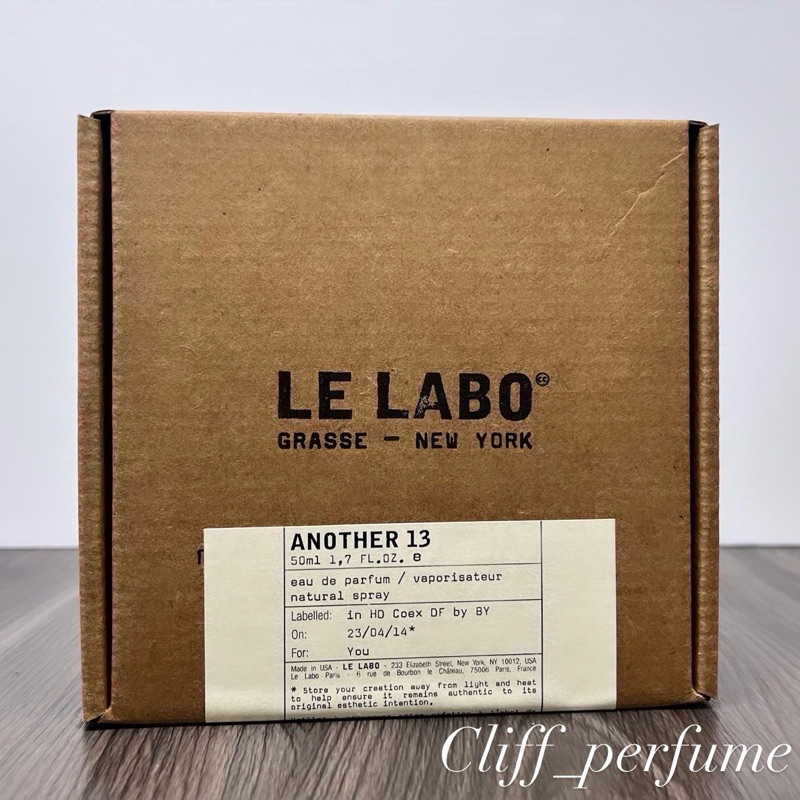 LE LABO
GRASSE — NEW YORK
ANOTHER 13
50ml 1,7 FL.OZ. e
eau de parfum / vaporisateur
natural spray
Labelled: in HD Coex DF by BY
On: 23/04/14*
For: You
Made in USA - LE LABO - 233 Elizabeth Street, New York, NY 10012, USA
Le Labo Paris - 6 rue de Bourbon le Château, 75006 Paris, France
* Store your creation away from light and heat
to help ensure it remains authentic to its
original esthetic intention.
Cliff_perfume